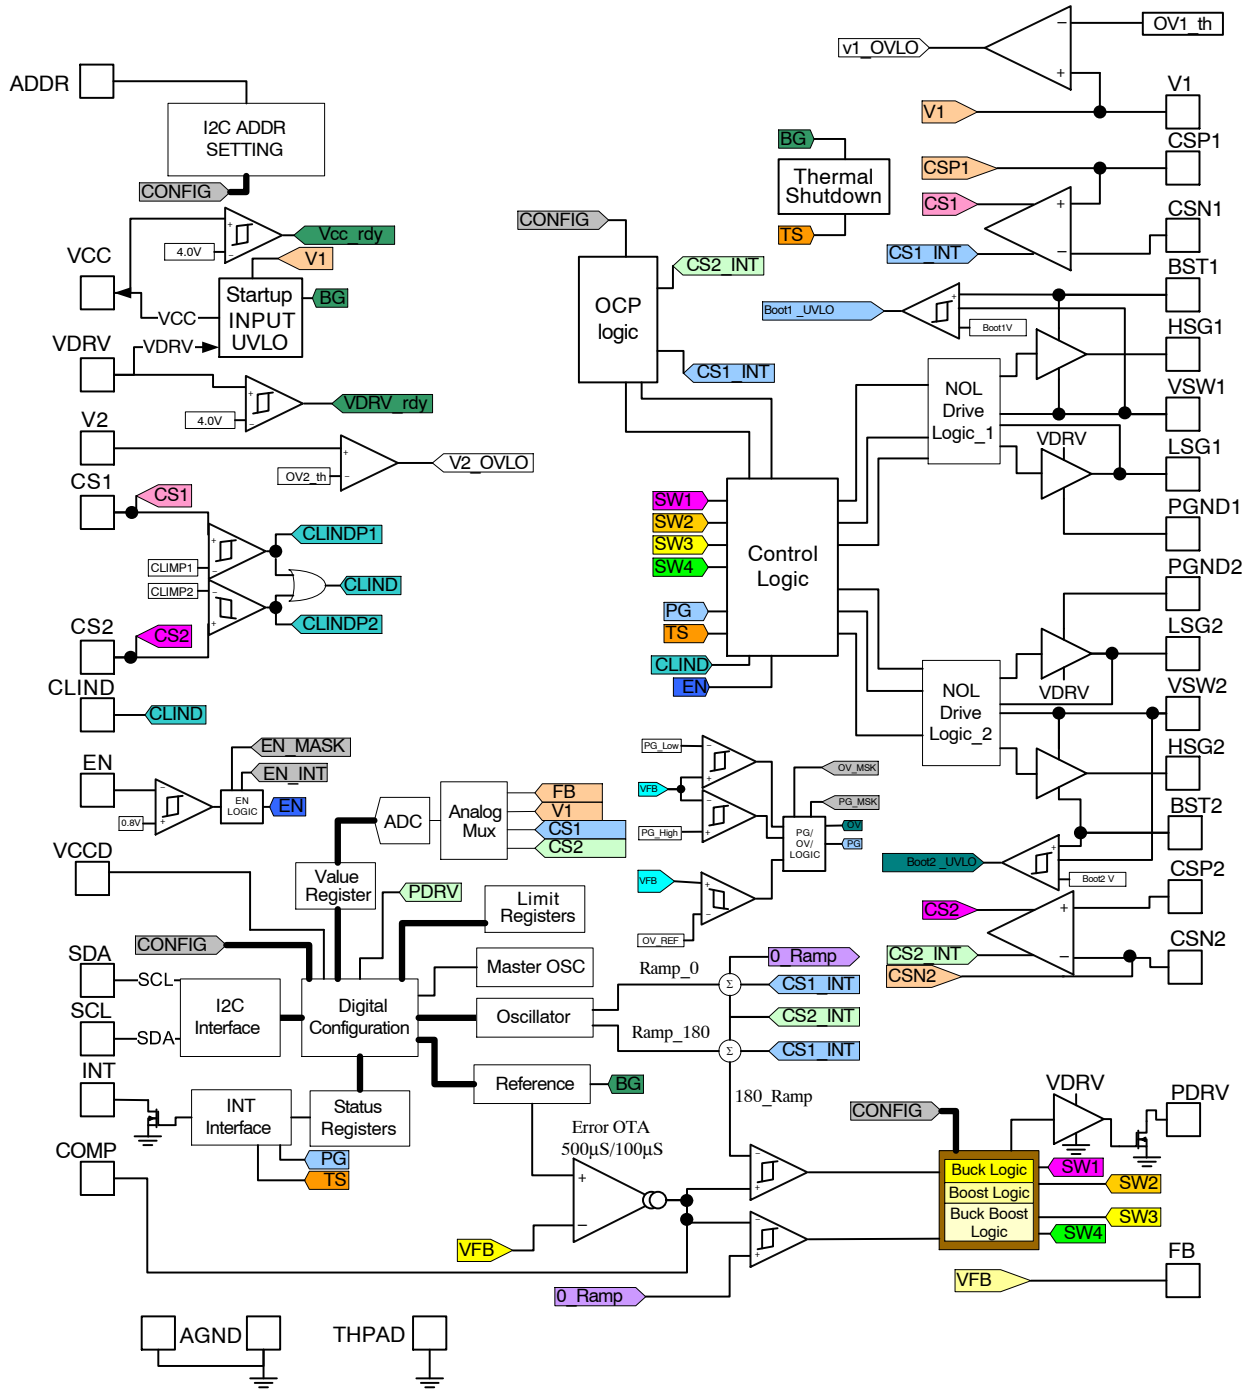 ADDR
I2C ADDR
SETTING
CONFIG
VCC
4.0V
Vcc_rdy
V1
Startup
INPUT
UVLO
BG
VCC
VDRV
VDRV
4.0V
VDRV_rdy
V2
OV2_th
V2_OVLO
CS1
CS1
CLIMP1
CLIMP2
CLINDP1
CLIND
CLINDP2
CS2
CS2
CLIND
CLIND
EN
0.8V
EN_MASK
EN_INT
EN
LOGIC
EN
v1_OVLO
OV1_th
V1
V1
CSP1
CSP1
CS1
CS1_INT
CSN1
BG
Thermal
Shutdown
TS
CONFIG
OCP
logic
CS2_INT
CS1_INT
Boot1 _UVLO
Boot1V
BST1
HSG1
VSW1
NOL
Drive
Logic_1
VDRV
LSG1
PGND1
SW1
SW2
SW3
SW4
PG
TS
CLIND
EN
Control
Logic
PGND2
LSG2
VDRV
VSW2
NOL
Drive
Logic_2
HSG2
BST2
Boot2 _UVLO
Boot2 V
CSP2
CS2
CS2_INT
CSN2
CSN2
PG_Low
VFB
PG_High
OV_MSK
PG_MSK
PG/
OV/
LOGIC
OV
PG
VFB
OV_REF
ADC
Analog
Mux
FB
V1
CS1
CS2
VCCD
Value
Register
PDRV
Limit
Registers
CONFIG
SDA
SCL
SCL
SDA
I2C
Interface
Digital
Configuration
Master OSC
Oscillator
Ramp_0
Ramp_180
0_Ramp
Σ
CS1_INT
CS2_INT
Σ
CS1_INT
Reference
BG
180_Ramp
INT
INT
Interface
Status
Registers
PG
TS
COMP
Error OTA
500µS/100µS
+
−
VFB
0_Ramp
CONFIG
VDRV
PDRV
Buck Logic
Boost Logic
Buck Boost
Logic
SW1
SW2
SW3
SW4
VFB
FB
AGND
THPAD